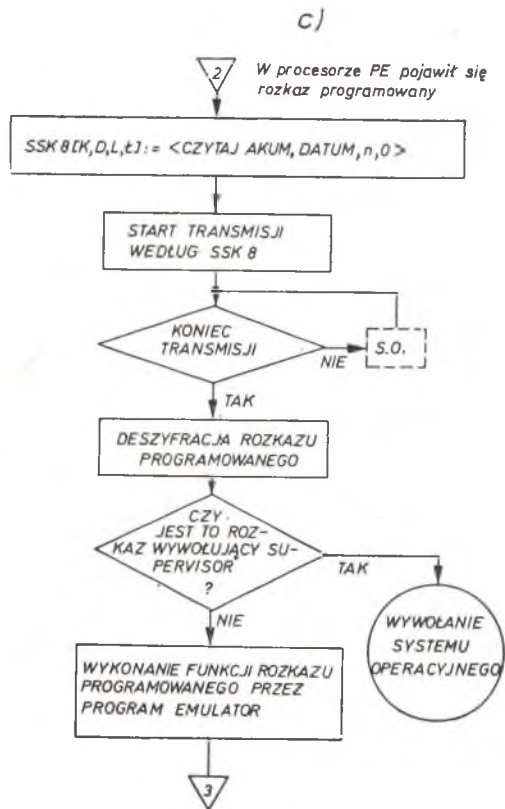 c)
2
W procesorze PE pojawił się
rozkaz programowany
SSK 8[K,D,L,Ł]:= <CZYTAJ AKUM, DATUM, n, 0>
START TRANSMISJI
WEDŁUG SSK 8
KONIEC
TRANSMISJI
NIE
S.O.
TAK
DESZYFRACJA ROZKAZU
PROGRAMOWANEGO
CZY
JEST TO ROZ-
KAZ WYWOŁUJĄCY SU-
PERVISOR
?
TAK
NIE
WYWOŁANIE
SYSTEMU
OPERACYJNEGO
WYKONANIE FUNKCJI ROZKAZU
PROGRAMOWANEGO PRZEZ
PROGRAM EMULATOR
3